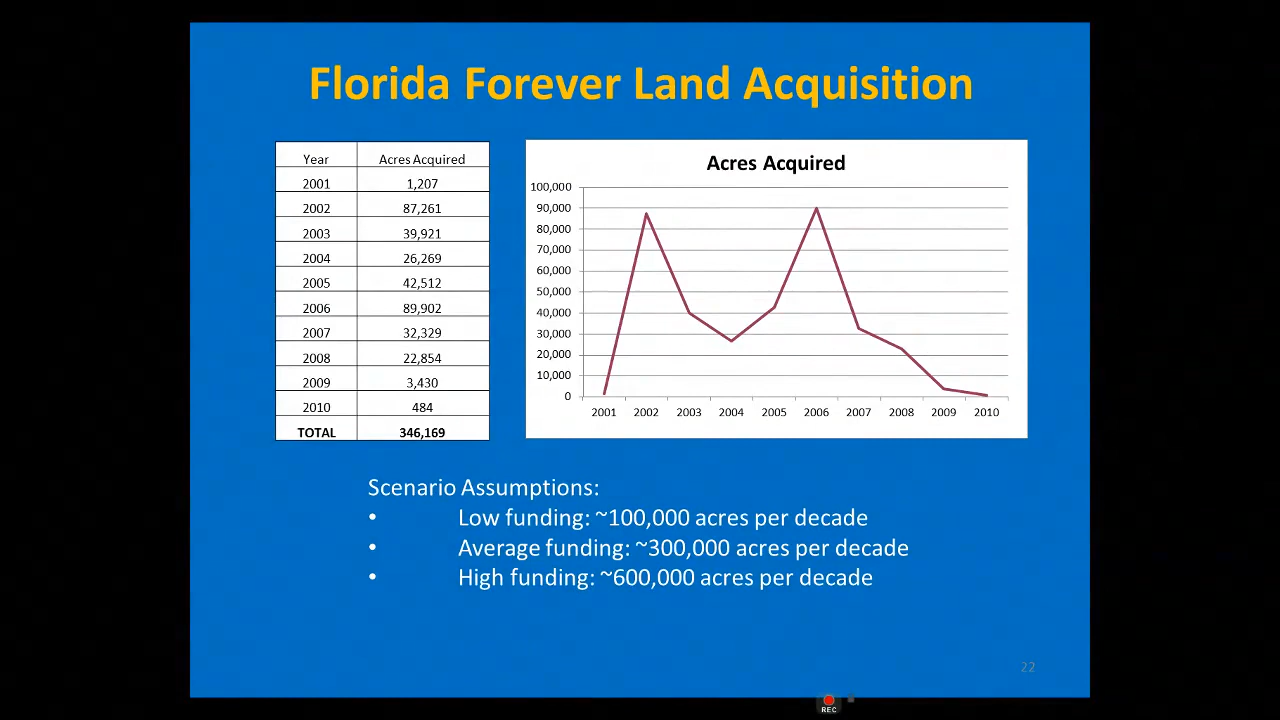 Florida Forever Land Acquisition
Year Acres Acquired
2001 1,207
2002 87,261
2003 39,921
2004 26,269
2005 42,512
2006 89,902
2007 32,329
2008 22,854
2009 3,430
2010 484
TOTAL 346,169
Acres Acquired
100,000
90,000
80,000
70,000
60,000
50,000
40,000
30,000
20,000
10,000
0
2001 2002 2003 2004 2005 2006 2007 2008 2009 2010
Scenario Assumptions:
• Low funding: ~100,000 acres per decade
• Average funding: ~300,000 acres per decade
• High funding: ~600,000 acres per decade
22
REC